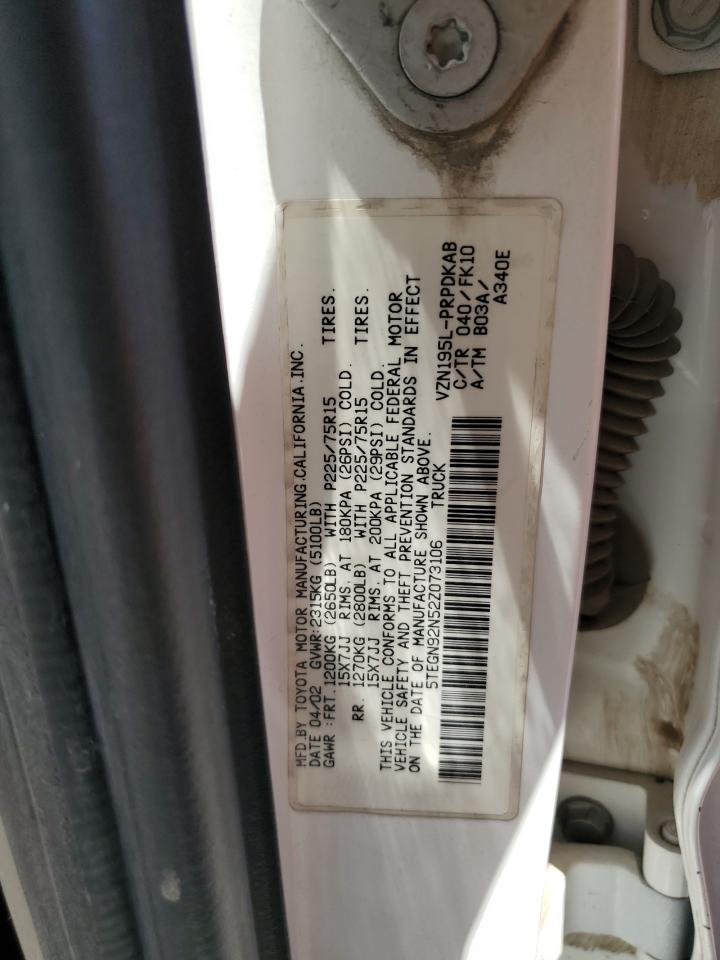 MFD.BY TOYOTA MOTOR MANUFACTURING,CALIFORNIA,INC.
DATE 04/02 GVWR:2315KG (5100LB)
GAWR :FRT.1200KG (2650LB) WITH P225/75R15 TIRES.
15X7JJ RIMS. AT 180KPA (26PSI) COLD.
RR. 1270KG (2800LB) WITH P225/75R15 TIRES.
15X7JJ RIMS. AT 200KPA (29PSI) COLD.
THIS VEHICLE CONFORMS TO ALL APPLICABLE FEDERAL MOTOR
VEHICLE SAFETY AND THEFT PREVENTION STANDARDS IN EFFECT
ON THE DATE OF MANUFACTURE SHOWN ABOVE.
5TEGN92N52Z073106 TRUCK
VZN195L-PRPDKAB
C/TR 040/FK10
A/TM B03A/
A340E